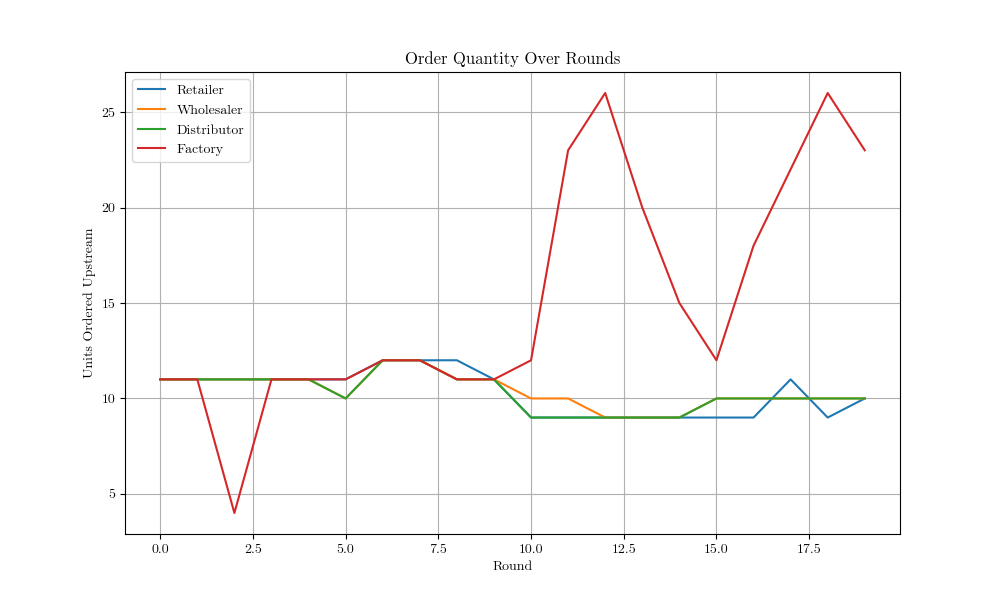 Order Quantity Over Rounds
Retailer
Wholesaler
Distributor
Factory
Units Ordered Upstream
25
20
15
10
5
0.0 2.5 5.0 7.5 10.0 12.5 15.0 17.5
Round